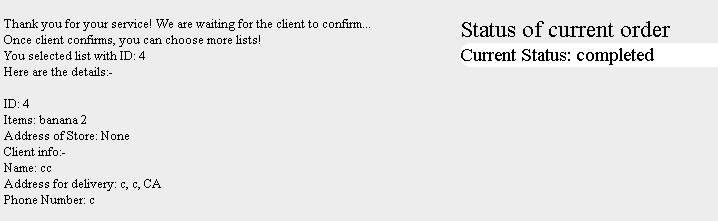 Thank you for your service! We are waiting for the client to confirm...
Once client confirms, you can choose more lists!
You selected list with ID: 4
Here are the details:-
ID: 4
Items: banana 2
Address of Store: None
Client info:-
Name: cc
Address for delivery: c, c, CA
Phone Number: c
Status of current order
Current Status: completed